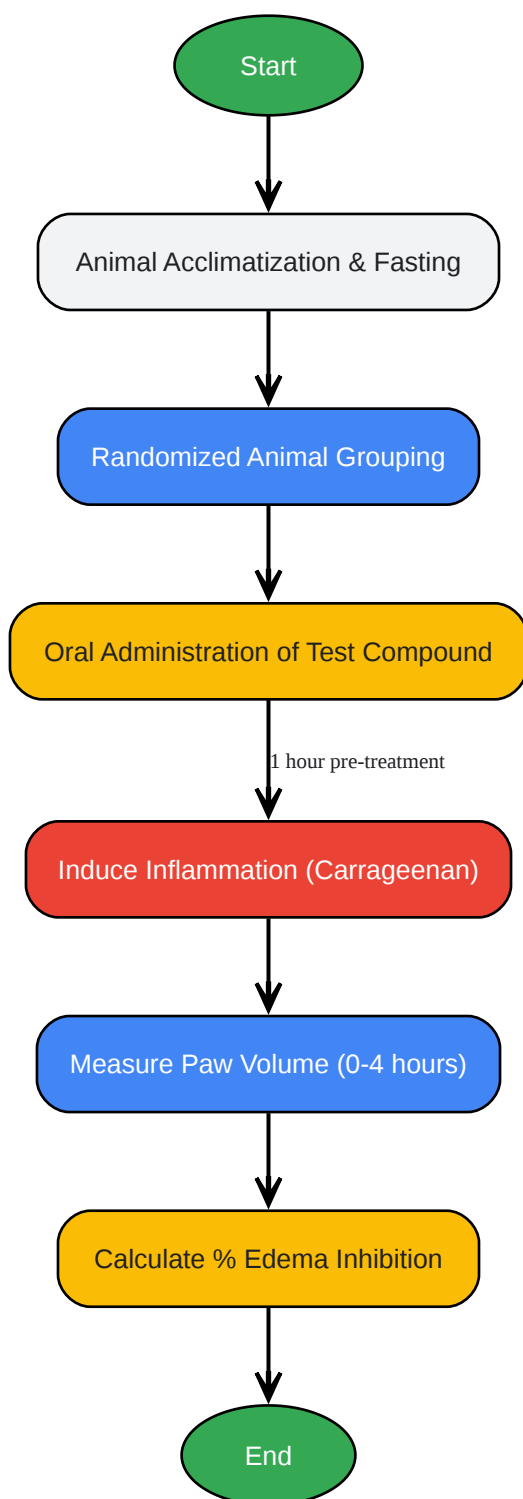 Start
Animal Acclimatization & Fasting
Randomized Animal Grouping
Oral Administration of Test Compound
1 hour pre-treatment
Induce Inflammation (Carrageenan)
Measure Paw Volume (0-4 hours)
Calculate % Edema Inhibition
End